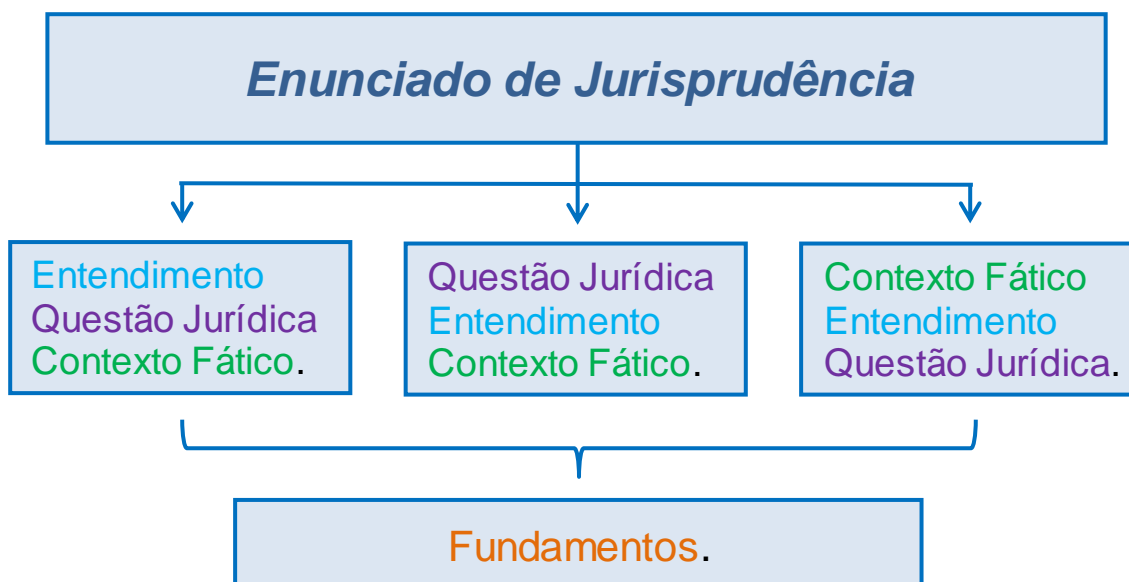 Enunciado de Jurisprudência
Entendimento
Questão Jurídica
Contexto Fático.
Questão Jurídica
Entendimento
Contexto Fático.
Contexto Fático
Entendimento
Questão Jurídica.
Fundamentos.